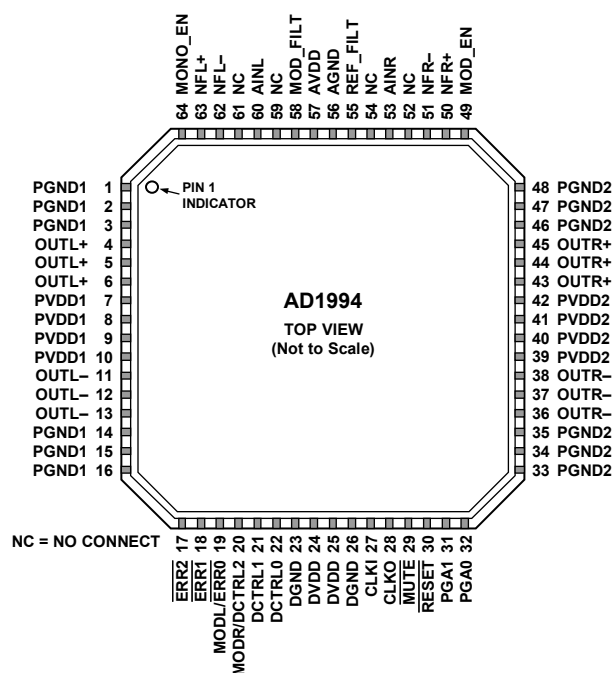 64 MONO_EN
63 NFL+
62 NFL–
61 NC
60 AINL
59 NC
58 MOD_FILT
57 AVDD
56 AGND
55 REF_FILT
54 NC
53 AINR
52 NC
51 NFR–
50 NFR+
49 MOD_EN
PGND1 1
PGND1 2
PGND1 3
OUTL+ 4
OUTL+ 5
OUTL+ 6
PVDD1 7
PVDD1 8
PVDD1 9
PVDD1 10
OUTL– 11
OUTL– 12
OUTL– 13
PGND1 14
PGND1 15
PGND1 16
PIN 1
INDICATOR
AD1994
TOP VIEW
(Not to Scale)
48 PGND2
47 PGND2
46 PGND2
45 OUTR+
44 OUTR+
43 OUTR+
42 PVDD2
41 PVDD2
40 PVDD2
39 PVDD2
38 OUTR–
37 OUTR–
36 OUTR–
35 PGND2
34 PGND2
33 PGND2
NC = NO CONNECT
ERR2 17
ERR1 18
MODL/ERR0 19
MODR/DCTRL2 20
DCTRL1 21
DCTRL0 22
DGND 23
DVDD 24
DVDD 25
DGND 26
CLKI 27
CLKO 28
MUTE 29
RESET 30
PGA1 31
PGA0 32